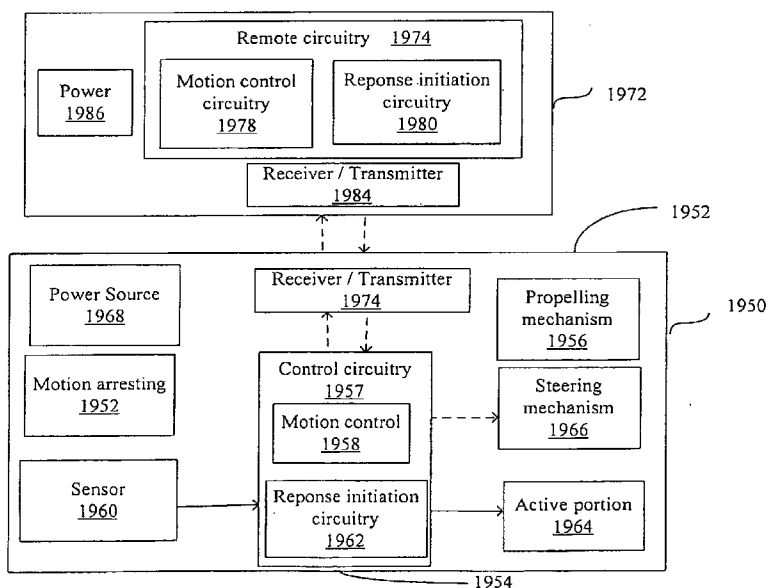 Remote circuitry 1974
Power
1986
Motion control
circuitry
1978
Reponse initiation
circuitry
1980
1972
Receiver / Transmitter
1984
1952
Power Source
1968
Receiver / Transmitter
1974
Propelling
mechanism
1956
1950
Motion arresting
1952
Control circuitry
1957
Motion control
1958
Steering
mechanism
1966
Sensor
1960
Reponse initiation
circuitry
1962
Active portion
1964
1954